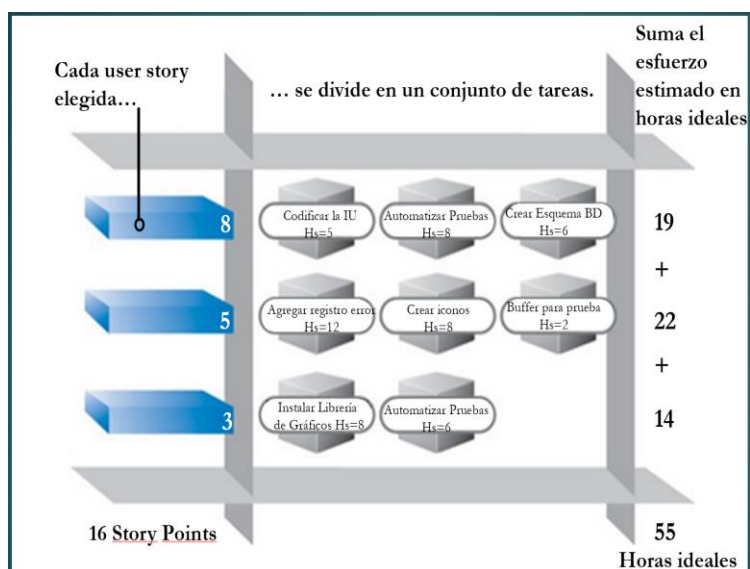 Cada user story
elegida…
… se divide en un conjunto de tareas.
Suma el
esfuerzo
estimado en
horas ideales
8
Codificar la IU
Hs=5
Automatizar Pruebas
Hs=8
Crear Esquema BD
Hs=6
19
+
5
Agregar registro error
Hs=12
Crear iconos
Hs=8
Buffer para prueba
Hs=2
22
+
3
Instalar Librería
de Gráficos Hs=8
Automatizar Pruebas
Hs=6
14
16 Story Points
55
Horas ideales